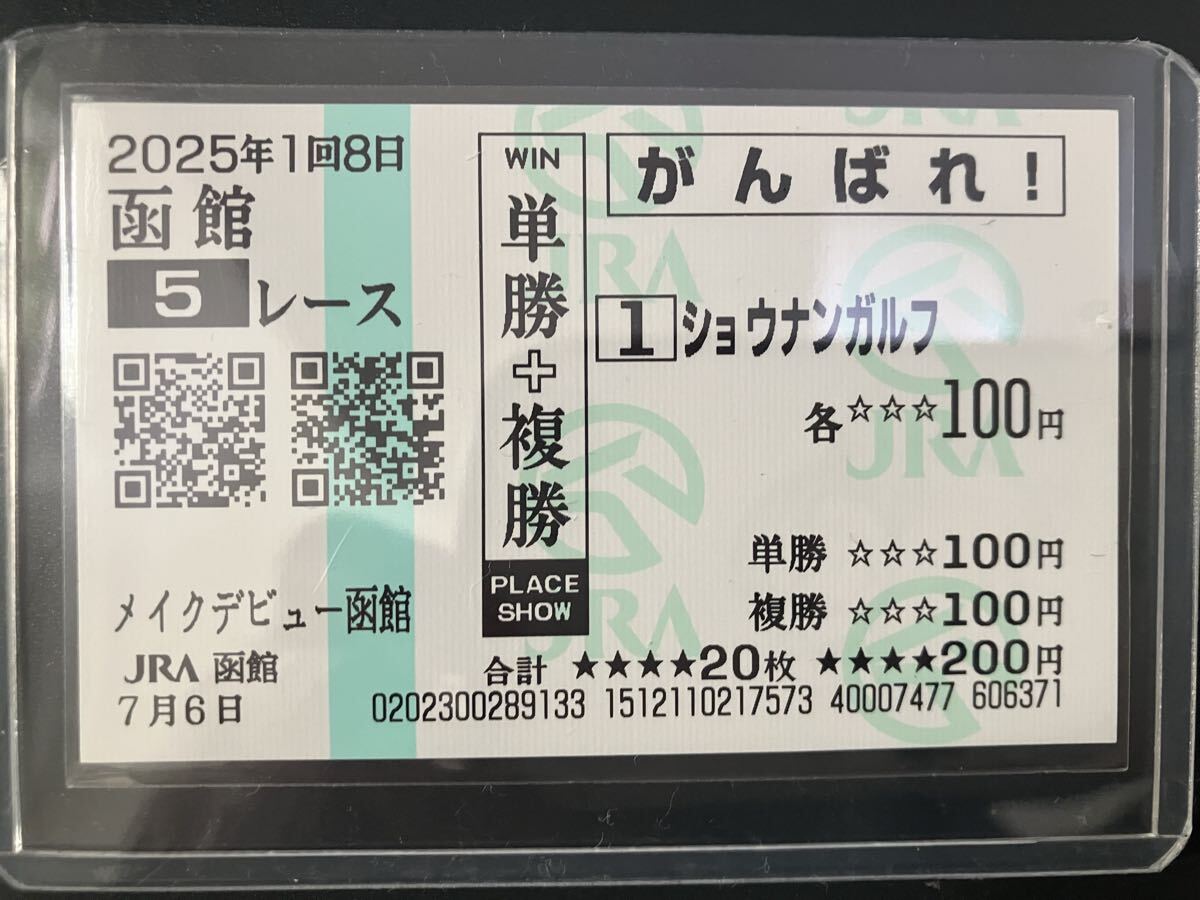 2025年1回8日
函館
5レース
メイクデビュー函館
JRA 函館
7月6日
WIN
単勝+複勝
PLACE
SHOW
がんばれ!
1 ショウナンガルフ
各☆☆☆100円
単勝 ☆☆☆100円
複勝 ☆☆☆100円
合計 ★★★★20枚 ★★★★200円
0202300289133 1512110217573 40007477 606371
JRA
JRA
JRA
JRA